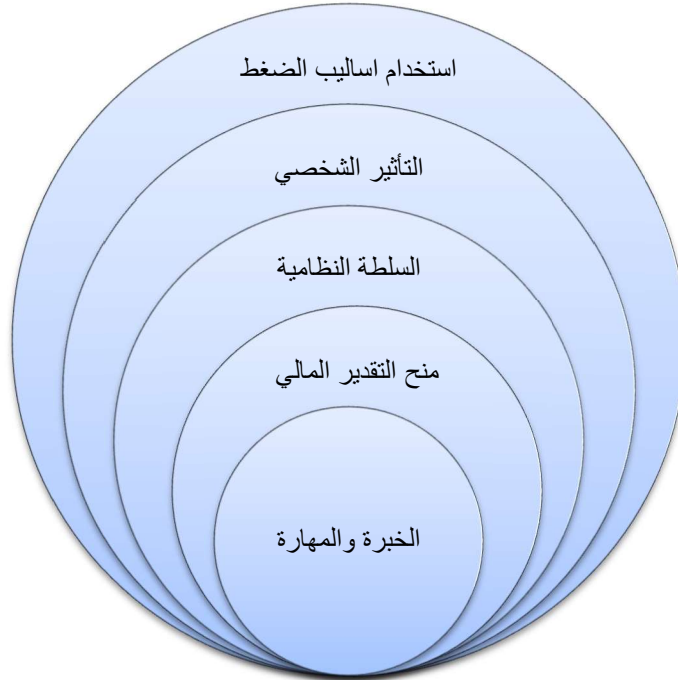 استخدام اساليب الضغط
التأثير الشخصي
السلطة النظامية
منح التقدير المالي
الخبرة والمهارة